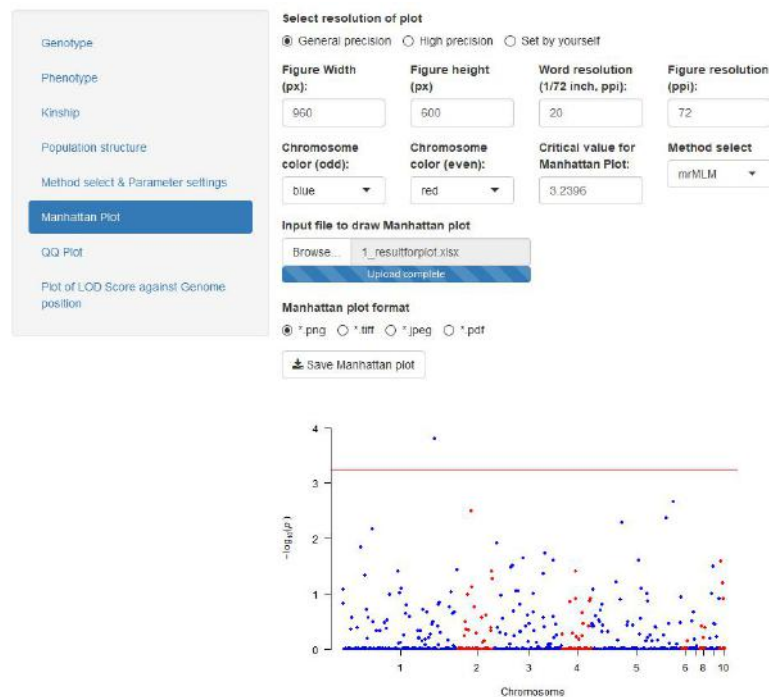 Genotype
Phenotype
Kinship
Population structure
Method select & Parameter settings
Manhattan Plot
QQ Plot
Plot of LOD Score against Genome
position
Select resolution of plot
General precision High precision Set by yourself
Figure Width
(px):
Figure height
(px)
Word resolution
(1/72 inch, ppi):
Figure resolution
(ppi):
960 600 20 72
Chromosome
color (odd):
Chromosome
color (even):
Critical value for
Manhattan Plot:
Method select
blue red 3.2396 mrMLM
Input file to draw Manhattan plot
Browse... 1_resultforplot.xlsx
Upload complete
Manhattan plot format
*.png *.tiff *.jpeg *.pdf
Save Manhattan plot
4
3
2
1
0
-log10(p)
1 2 3 4 5 6 8 10
Chromosome